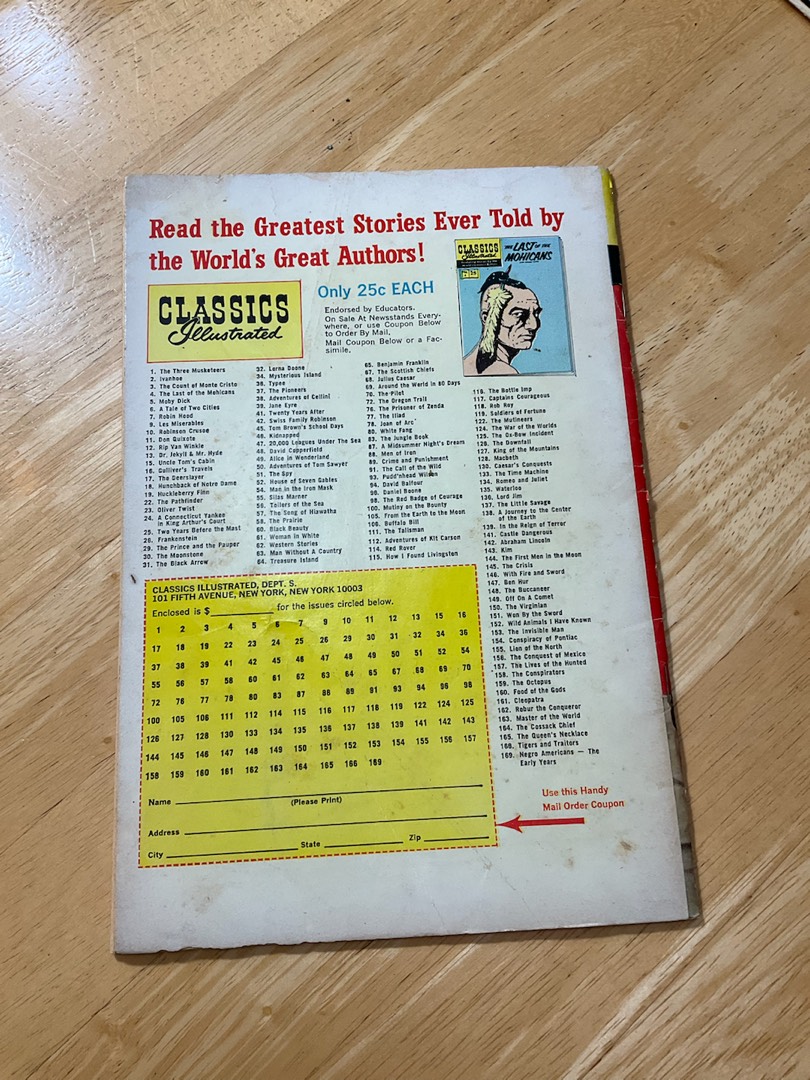 Read the Greatest Stories Ever Told by
the World's Great Authors!
CLASSICS
Illustrated
Only 25c EACH
Endorsed by Educators.
On Sale At Newsstands Every-
where, or use Coupon Below
to Order By Mail.
Mail Coupon Below or a Fac-
simile.
CLASSICS
Illustrated
THE LAST OF THE
MOHICANS
1. The Three Musketeers
2. Ivanhoe
3. The Count of Monte Cristo
4. The Last of the Mohicans
5. Moby Dick
6. A Tale of Two Cities
7. Robin Hood
9. Les Miserables
10. Robinson Crusoe
11. Don Quixote
12. Rip Van Winkle
13. Dr. Jekyll & Mr. Hyde
15. Uncle Tom's Cabin
16. Gulliver's Travels
17. The Deerslayer
18. Hunchback of Notre Dame
19. Huckleberry Finn
22. The Pathfinder
23. Oliver Twist
24. A Connecticut Yankee
in King Arthur's Court
25. Two Years Before the Mast
26. Frankenstein
29. The Prince and the Pauper
30. The Moonstone
31. The Black Arrow
32. Lorna Doone
34. Mysterious Island
36. Typee
37. The Pioneers
38. Adventures of Cellini
39. Jane Eyre
41. Twenty Years After
42. Swiss Family Robinson
45. Tom Brown's School Days
46. Kidnapped
47. 20,000 Leagues Under The Sea
48. David Copperfield
49. Alice in Wonderland
50. Adventures of Tom Sawyer
51. The Spy
52. House of Seven Gables
54. Man in the Iron Mask
55. Silas Marner
56. Toilers of the Sea
57. The Song of Hiawatha
58. The Prairie
60. Black Beauty
61. Woman in White
62. Western Stories
63. Man Without A Country
64. Treasure Island
65. Benjamin Franklin
67. The Scottish Chiefs
68. Julius Caesar
69. Around the World in 80 Days
70. The Pilot
72. The Oregon Trail
76. The Prisoner of Zenda
77. The Iliad
78. Joan of Arc
80. White Fang
83. The Jungle Book
87. A Midsummer Night's Dream
88. Men of Iron
89. Crime and Punishment
91. The Call of the Wild
93. Pudd'nhead Wilson
94. David Balfour
96. Daniel Boone
98. The Red Badge of Courage
100. Mutiny on the Bounty
105. From the Earth to the Moon
106. Buffalo Bill
111. The Talisman
112. Adventures of Kit Carson
114. Red Rover
115. How I Found Livingston
116. The Bottle Imp
117. Captains Courageous
118. Rob Roy
119. Soldiers of Fortune
122. The Mutineers
124. The War of the Worlds
125. The Ox-Bow Incident
126. The Downfall
127. King of the Mountains
128. Macbeth
130. Caesar's Conquests
133. The Time Machine
134. Romeo and Juliet
135. Waterloo
136. Lord Jim
137. The Little Savage
138. A Journey to the Center
of the Earth
139. In the Reign of Terror
141. Castle Dangerous
142. Abraham Lincoln
143. Kim
144. The First Men in the Moon
145. The Crisis
146. With Fire and Sword
147. Ben Hur
148. The Buccaneer
149. Off On a Comet
150. The Virginian
151. Won By the Sword
152. Wild Animals I Have Known
153. The Invisible Man
154. Conspiracy of Pontiac
155. Lion of the North
156. The Conquest of Mexico
157. The Lives of the Hunted
158. The Conspirators
159. The Octopus
160. Food of the Gods
161. Cleopatra
162. Robur the Conqueror
163. Master of the World
164. The Cossack Chief
165. The Queen's Necklace
166. Tigers and Traitors
169. Negro Americans — The
Early Years
CLASSICS ILLUSTRATED, DEPT. S.
101 FIFTH AVENUE, NEW YORK, NEW YORK 10003
Enclosed is $ for the issues circled below.
1 2 3 4 5 6 7 9 10 11 12 13 15 16
17 18 19 22 23 24 25 26 29 30 31 32 34 36
37 38 39 41 42 45 46 47 48 49 50 51 52 54
55 56 57 58 60 61 62 63 64 65 67 68 69 70
72 76 77 78 80 83 87 88 89 91 93 94 96 98
100 105 106 111 112 114 115 116 117 118 119 122 124 125
126 127 128 130 133 134 135 136 137 138 139 141 142 143
144 145 146 147 148 149 150 151 152 153 154 155 156 157
158 159 160 161 162 163 164 165 166 169
Name
(Please Print)
Address
City State Zip
Use this Handy
Mail Order Coupon